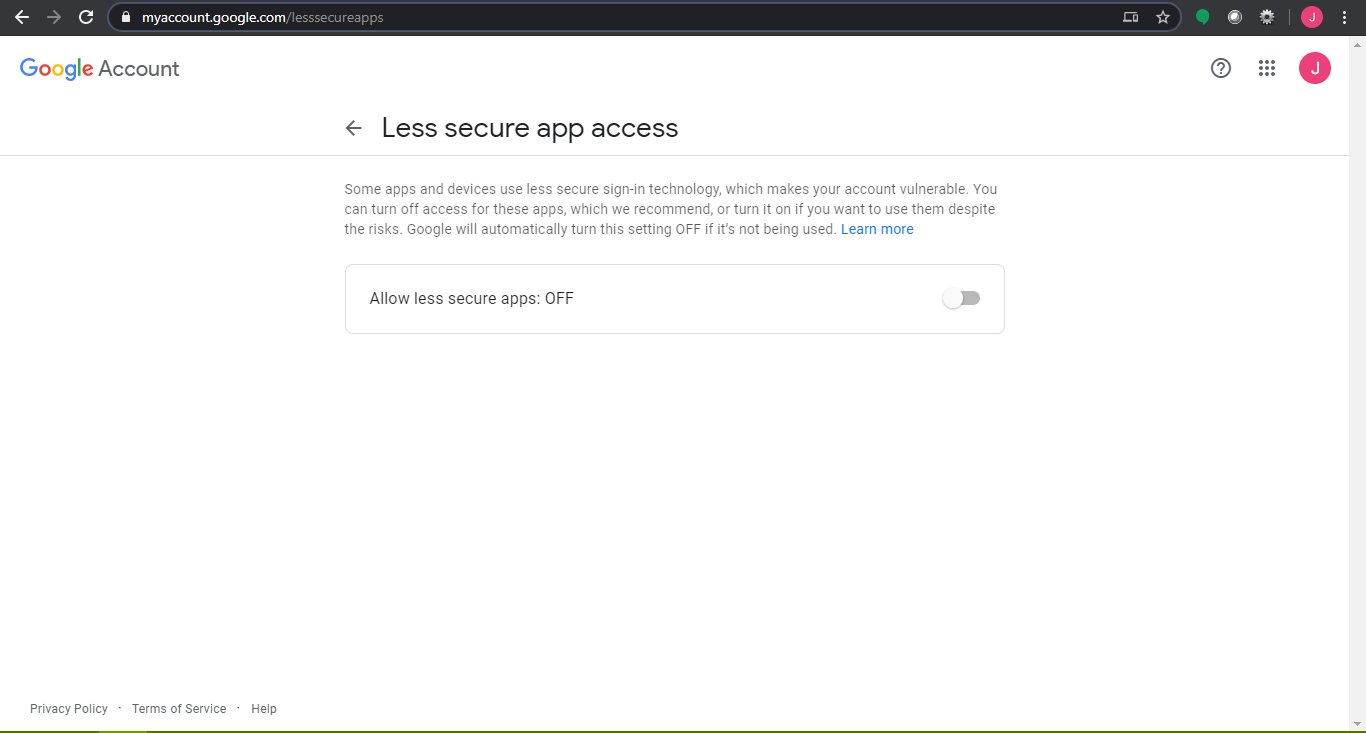 myaccount.google.com/lesssecureapps
J
Google Account
J
Less secure app access
Some apps and devices use less secure sign-in technology, which makes your account vulnerable. You
can turn off access for these apps, which we recommend, or turn it on if you want to use them despite
the risks. Google will automatically turn this setting OFF if it's not being used. Learn more
Allow less secure apps: OFF
Privacy Policy · Terms of Service · Help